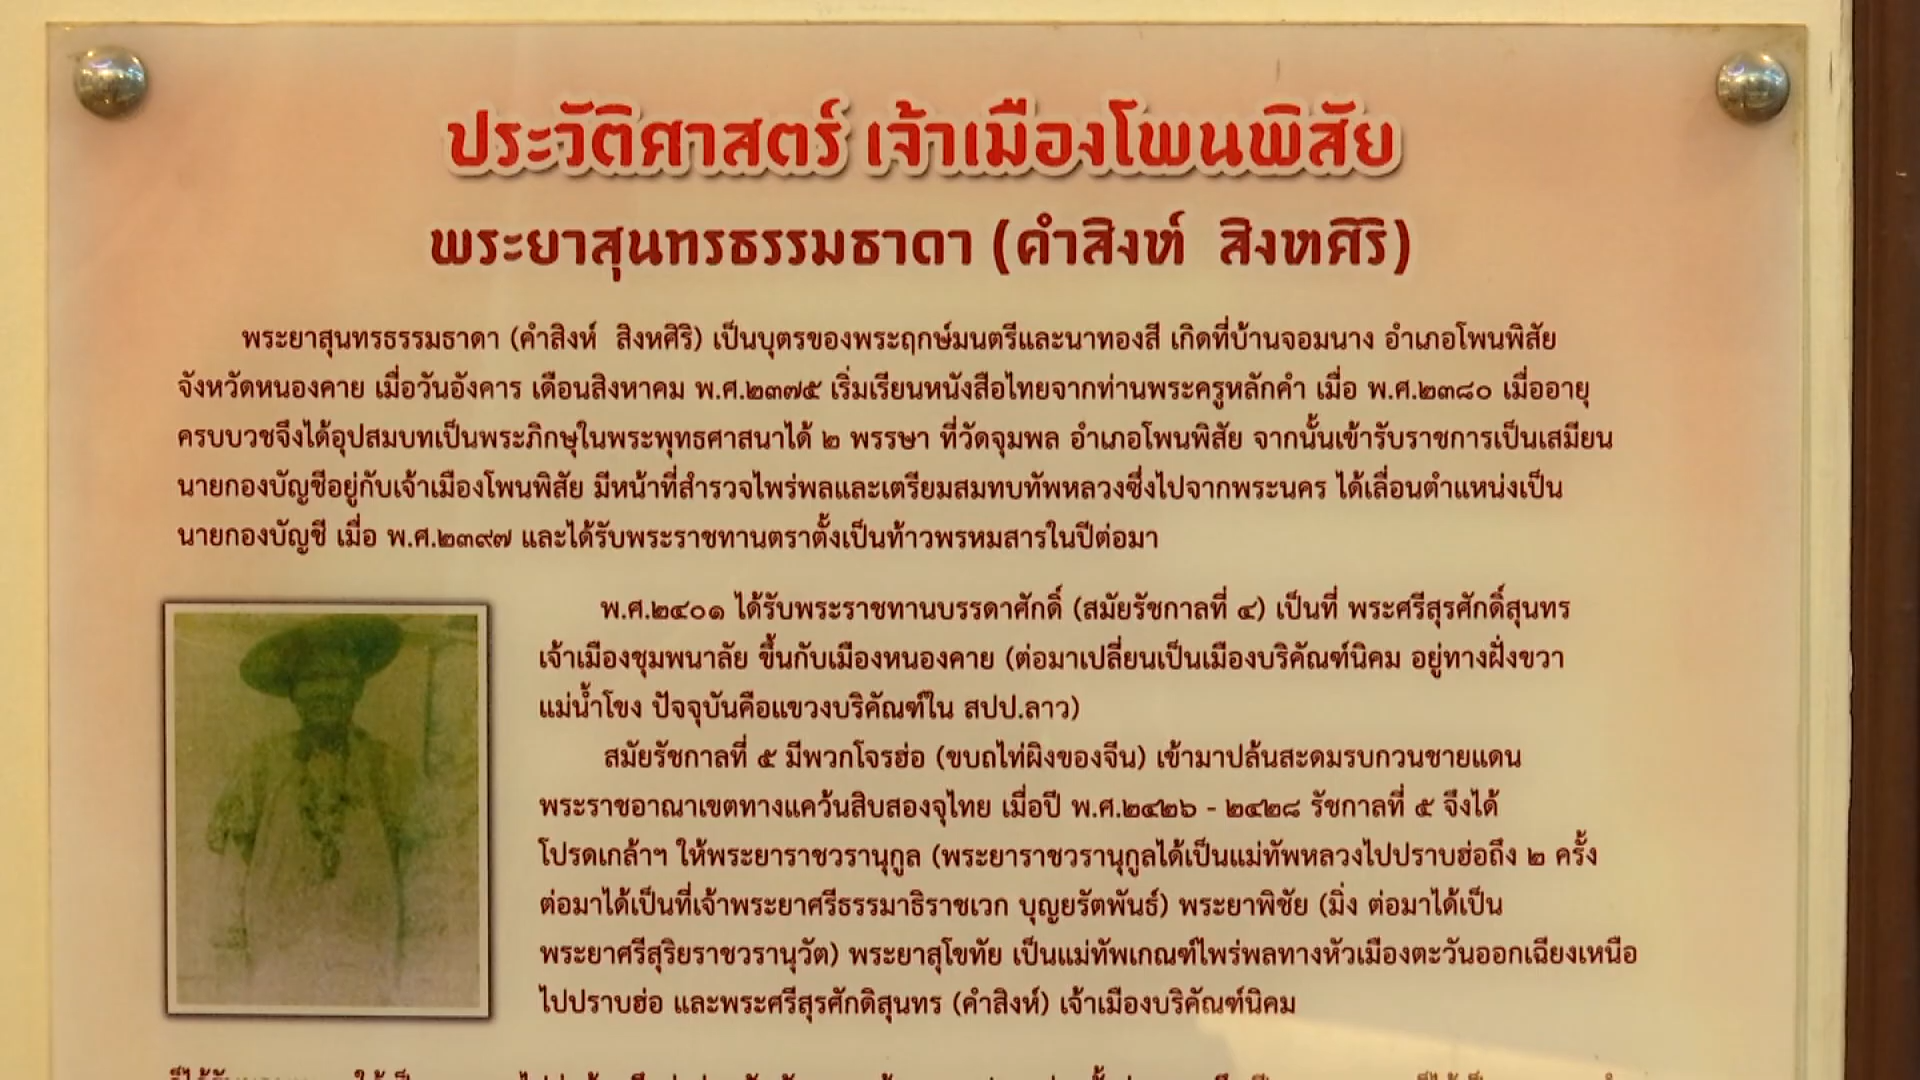 ประวัติศาสตร์ เจ้าเมืองโพนพิสัย
พระยาสุนทรธรรมธาดา (คำสิงห์ สิงหศิริ)
พระยาสุนทรธรรมธาดา (คำสิงห์ สิงหศิริ) เป็นบุตรของพระฤกษ์มนตรีและนาทองสี เกิดที่บ้านจอมนาง อำเภอโพนพิสัย
จังหวัดหนองคาย เมื่อวันอังคาร เดือนสิงหาคม พ.ศ.๒๓๗๕ เริ่มเรียนหนังสือไทยจากท่านพระครูหลักคำ เมื่อ พ.ศ.๒๓๘๐ เมื่ออายุ
ครบบวชจึงได้อุปสมบทเป็นพระภิกษุในพระพุทธศาสนาได้ ๒ พรรษา ที่วัดจุมพล อำเภอโพนพิสัย จากนั้นเข้ารับราชการเป็นเสมียน
นายกองบัญชีอยู่กับเจ้าเมืองโพนพิสัย มีหน้าที่สำรวจไพร่พลและเตรียมสมทบทัพหลวงซึ่งไปจากพระนคร ได้เลื่อนตำแหน่งเป็น
นายกองบัญชี เมื่อ พ.ศ.๒๓๙๗ และได้รับพระราชทานตราตั้งเป็นท้าวพรหมสารในปีต่อมา
พ.ศ.๒๔๐๑ ได้รับพระราชทานบรรดาศักดิ์ (สมัยรัชกาลที่ ๔) เป็นที่ พระศรีสุรศักดิ์สุนทร
เจ้าเมืองชุมพนาลัย ขึ้นกับเมืองหนองคาย (ต่อมาเปลี่ยนเป็นเมืองบริคัณฑ์นิคม อยู่ทางฝั่งขวา
แม่น้ำโขง ปัจจุบันคือแขวงบริคัณฑ์ใน สปป.ลาว)
สมัยรัชกาลที่ ๕ มีพวกโจรฮ่อ (ขบถไท่ผิงของจีน) เข้ามาปล้นสะดมรบกวนชายแดน
พระราชอาณาเขตทางแคว้นสิบสองจุไทย เมื่อปี พ.ศ.๒๔๒๖ - ๒๔๒๘ รัชกาลที่ ๕ จึงได้
โปรดเกล้าฯ ให้พระยาราชวรานุกูล (พระยาราชวรานุกูลได้เป็นแม่ทัพหลวงไปปราบฮ่อถึง ๒ ครั้ง
ต่อมาได้เป็นที่เจ้าพระยาศรีธรรมาธิราชเวก บุญยรัตพันธ์) พระยาพิชัย (มิ่ง ต่อมาได้เป็น
พระยาศรีสุริยราชวรานุวัต) พระยาสุโขทัย เป็นแม่ทัพเกณฑ์ไพร่พลทางหัวเมืองตะวันออกเฉียงเหนือ
ไปปราบฮ่อ และพระศรีสุรศักดิสุนทร (คำสิงห์) เจ้าเมืองบริคัณฑ์นิคม